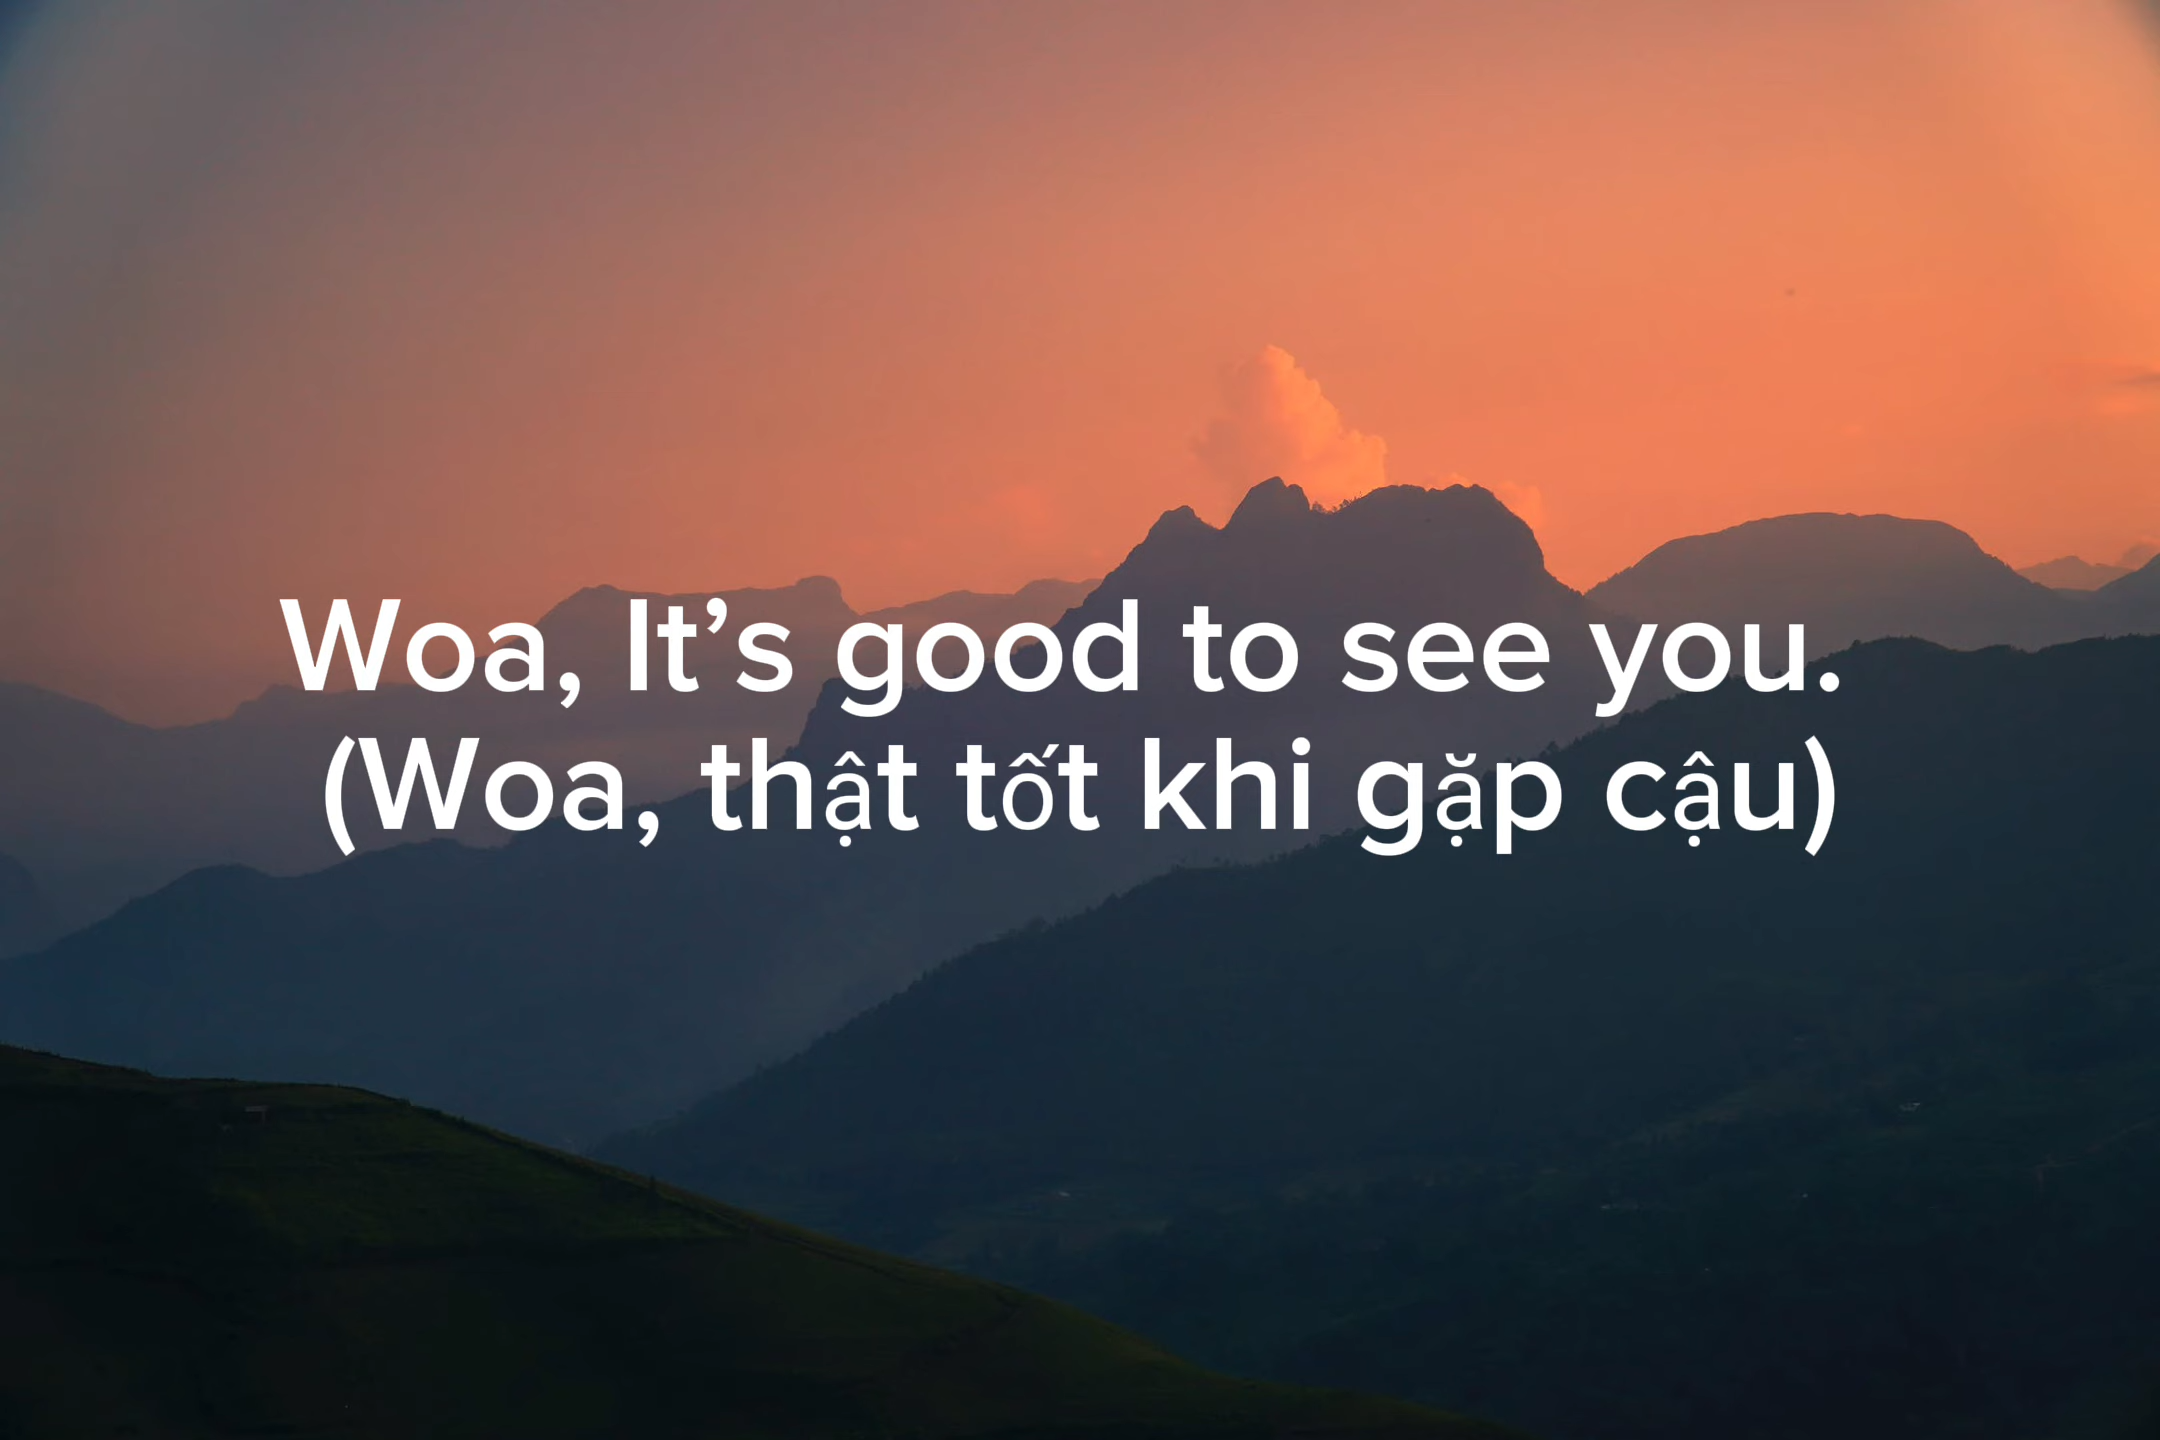 Woa, It’s good to see you.
(Woa, thật tốt khi gặp cậu)